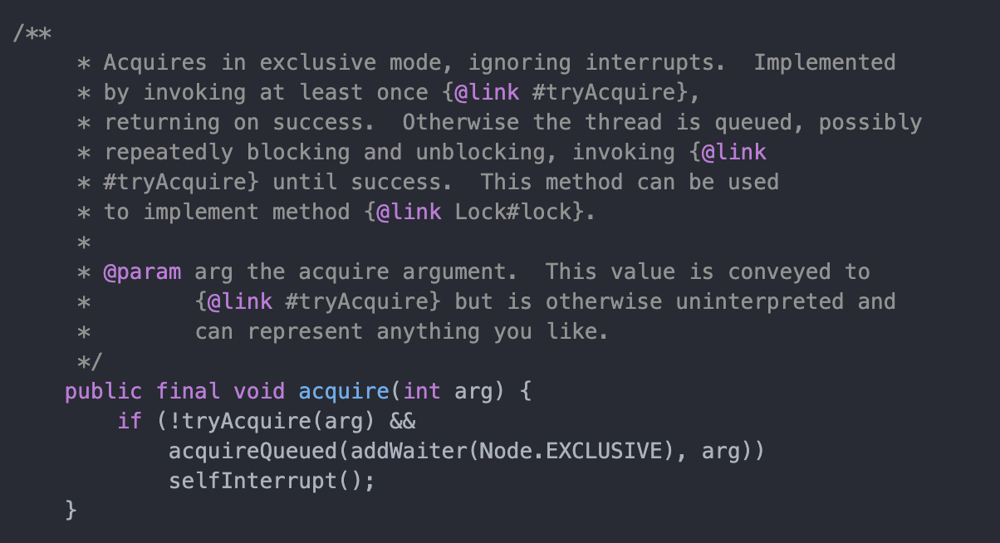 /**
     * Acquires in exclusive mode, ignoring interrupts.  Implemented
     * by invoking at least once {@link #tryAcquire},
     * returning on success.  Otherwise the thread is queued, possibly
     * repeatedly blocking and unblocking, invoking {@link
     * #tryAcquire} until success.  This method can be used
     * to implement method {@link Lock#lock}.
     *
     * @param arg the acquire argument.  This value is conveyed to
     *        {@link #tryAcquire} but is otherwise uninterpreted and
     *        can represent anything you like.
     */
    public final void acquire(int arg) {
        if (!tryAcquire(arg) &&
            acquireQueued(addWaiter(Node.EXCLUSIVE), arg))
            selfInterrupt();
    }